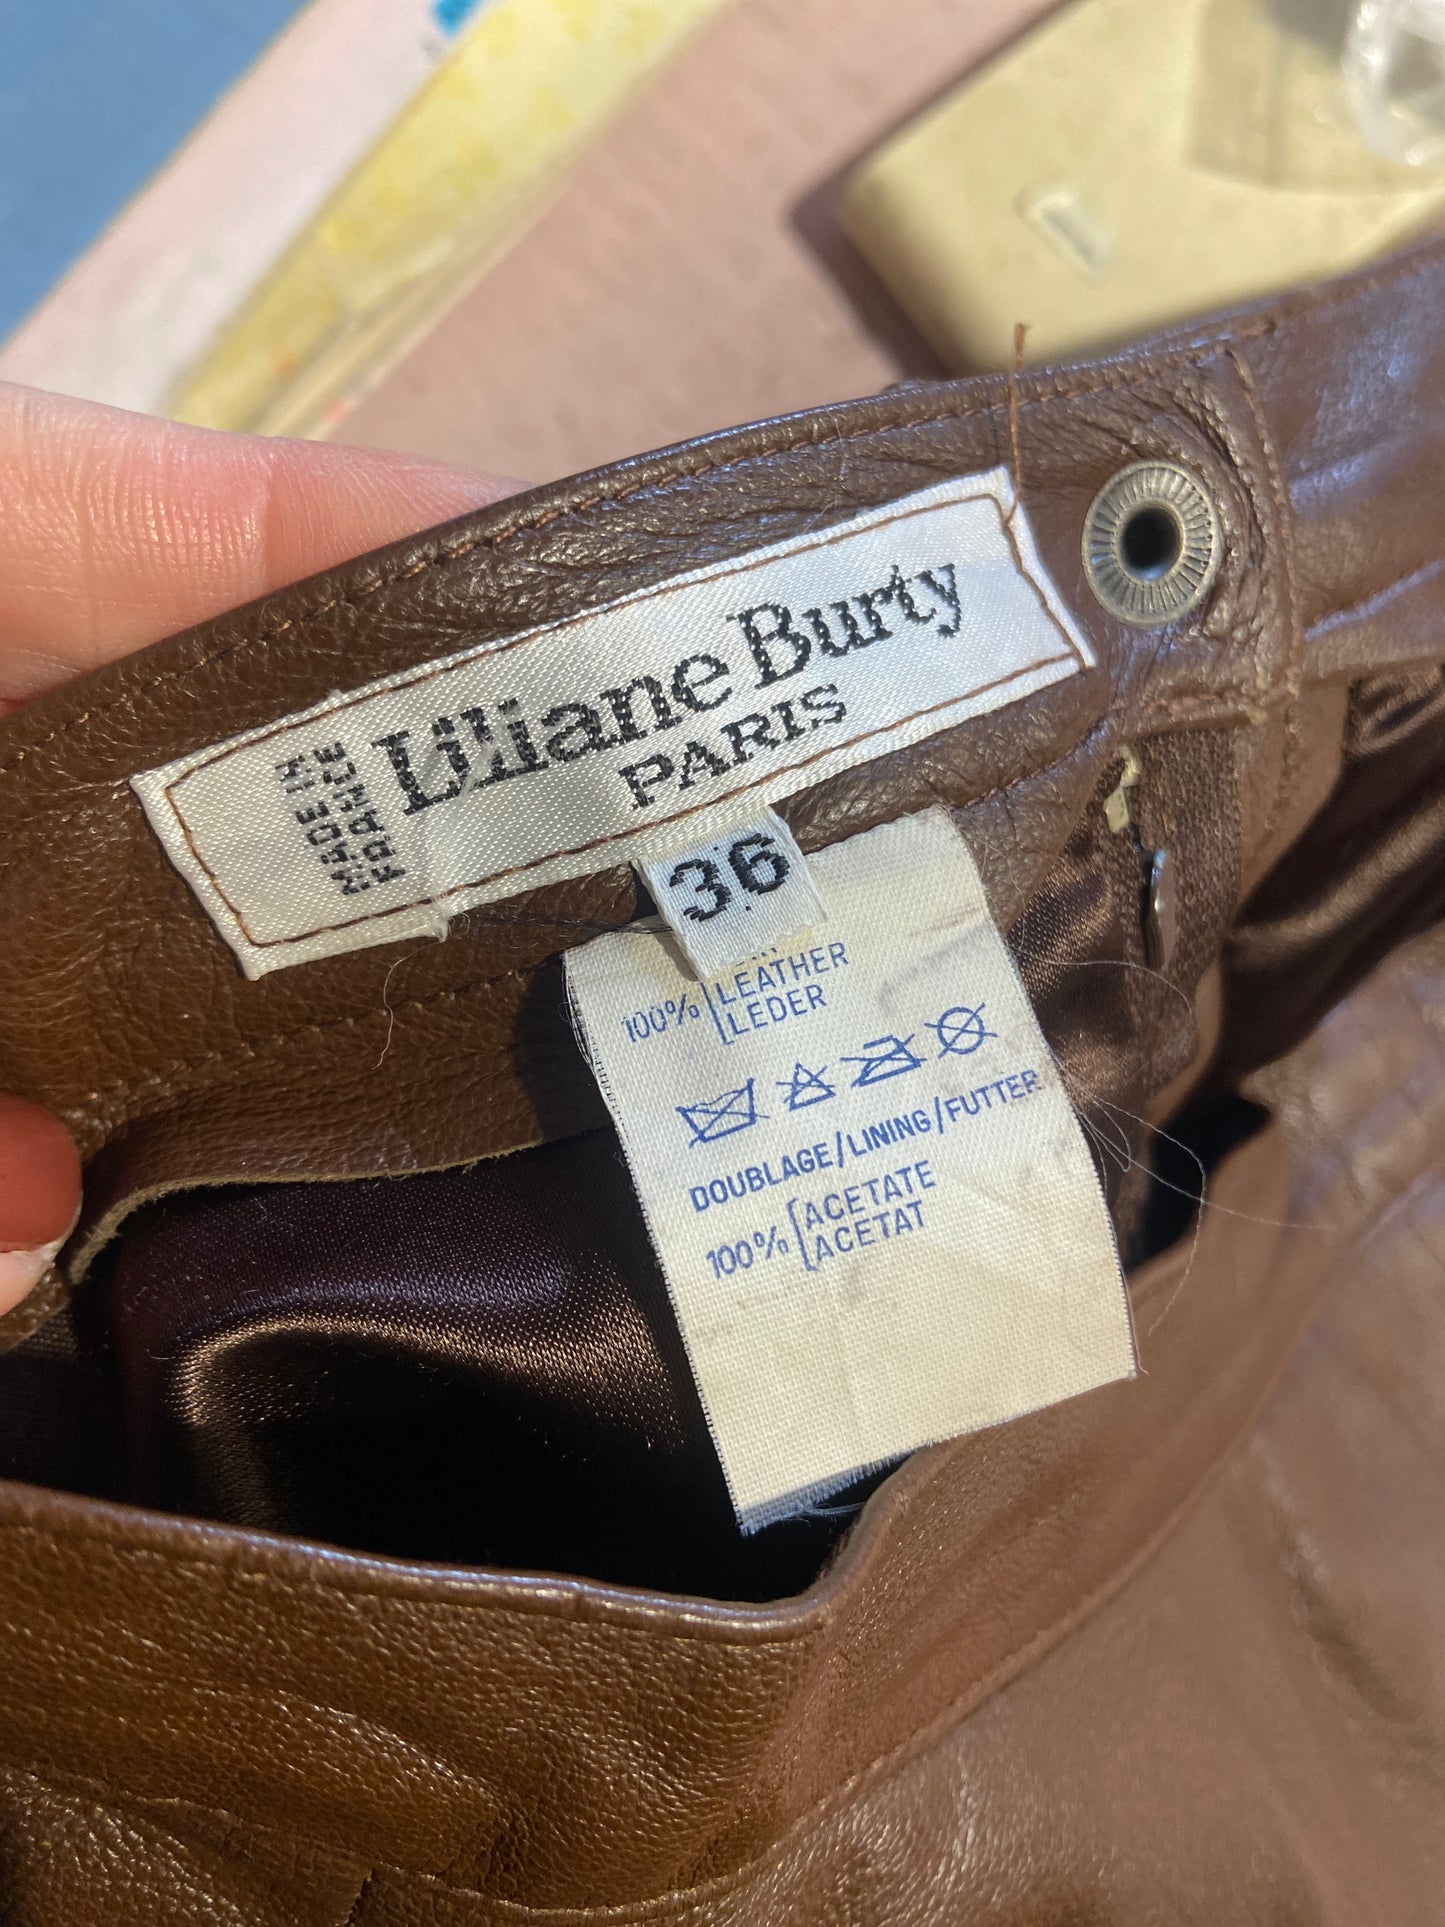 MADE IN
FRANCE
Liliane Burty
PARIS
36
100% LEATHER
LEDER
DOUBLAGE/LINING/FUTTER
100% ACETATE
ACETAT